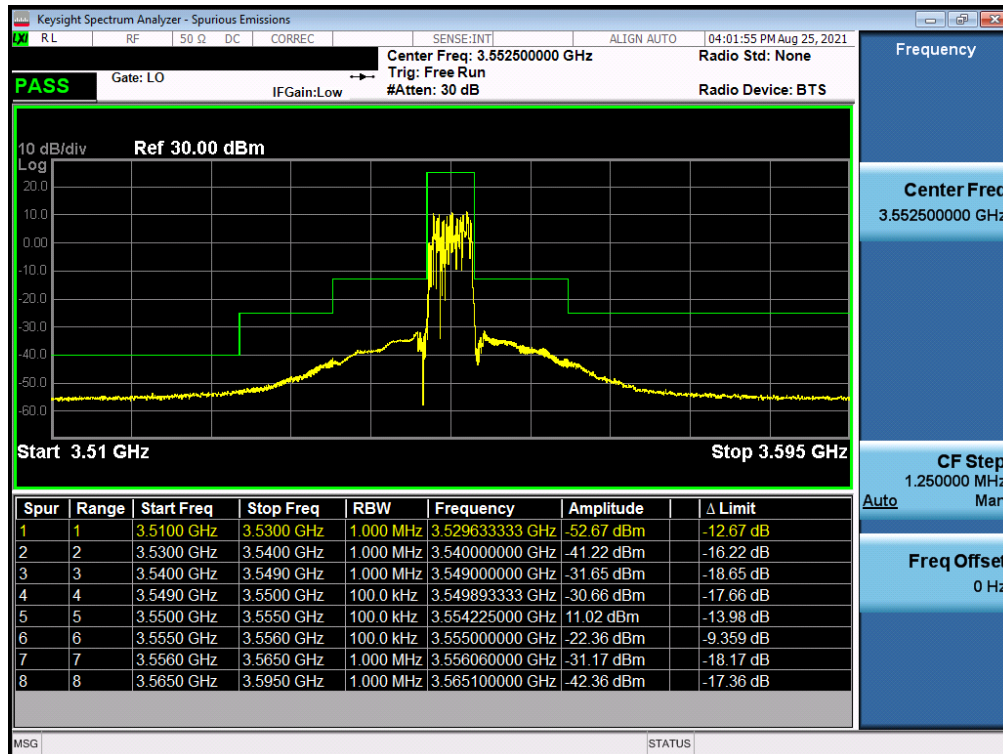 Keysight Spectrum Analyzer - Spurious Emissions
LXI RL RF 50 Ω DC CORREC SENSE:INT ALIGN AUTO 04:01:55 PM Aug 25, 2021
Center Freq: 3.552500000 GHz Radio Std: None
Trig: Free Run
PASS Gate: LO IFGain:Low #Atten: 30 dB Radio Device: BTS
10 dB/div Ref 30.00 dBm
Log
20.0
10.0
0.00
-10.0
-20.0
-30.0
-40.0
-50.0
-60.0
Start 3.51 GHz Stop 3.595 GHz
Spur Range Start Freq Stop Freq RBW Frequency Amplitude Δ Limit
1 1 3.5100 GHz 3.5300 GHz 1.000 MHz 3.529633333 GHz -52.67 dBm -12.67 dB
2 2 3.5300 GHz 3.5400 GHz 1.000 MHz 3.540000000 GHz -41.22 dBm -16.22 dB
3 3 3.5400 GHz 3.5490 GHz 1.000 MHz 3.549000000 GHz -31.65 dBm -18.65 dB
4 4 3.5490 GHz 3.5500 GHz 100.0 kHz 3.549893333 GHz -30.66 dBm -17.66 dB
5 5 3.5500 GHz 3.5550 GHz 100.0 kHz 3.554225000 GHz 11.02 dBm -13.98 dB
6 6 3.5550 GHz 3.5560 GHz 100.0 kHz 3.555000000 GHz -22.36 dBm -9.359 dB
7 7 3.5560 GHz 3.5650 GHz 1.000 MHz 3.556060000 GHz -31.17 dBm -18.17 dB
8 8 3.5650 GHz 3.5950 GHz 1.000 MHz 3.565100000 GHz -42.36 dBm -17.36 dB
MSG STATUS
Frequency
Center Freq
3.552500000 GHz
CF Step
1.250000 MHz
Auto Man
Freq Offset
0 Hz